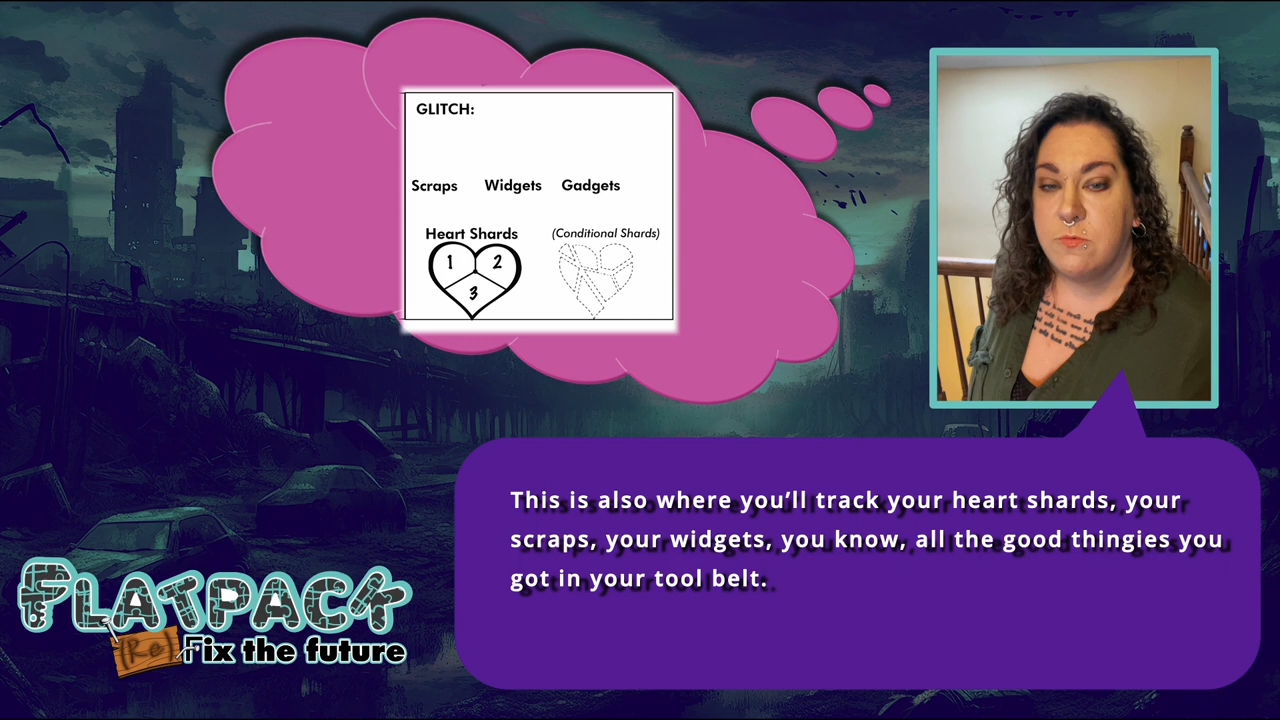 GLITCH:
Scraps Widgets Gadgets
Heart Shards (Conditional Shards)
1 2
3
This is also where you’ll track your heart shards, your
scraps, your widgets, you know, all the good thingies you
got in your tool belt.
FLATPACK
(Re) Fix the future